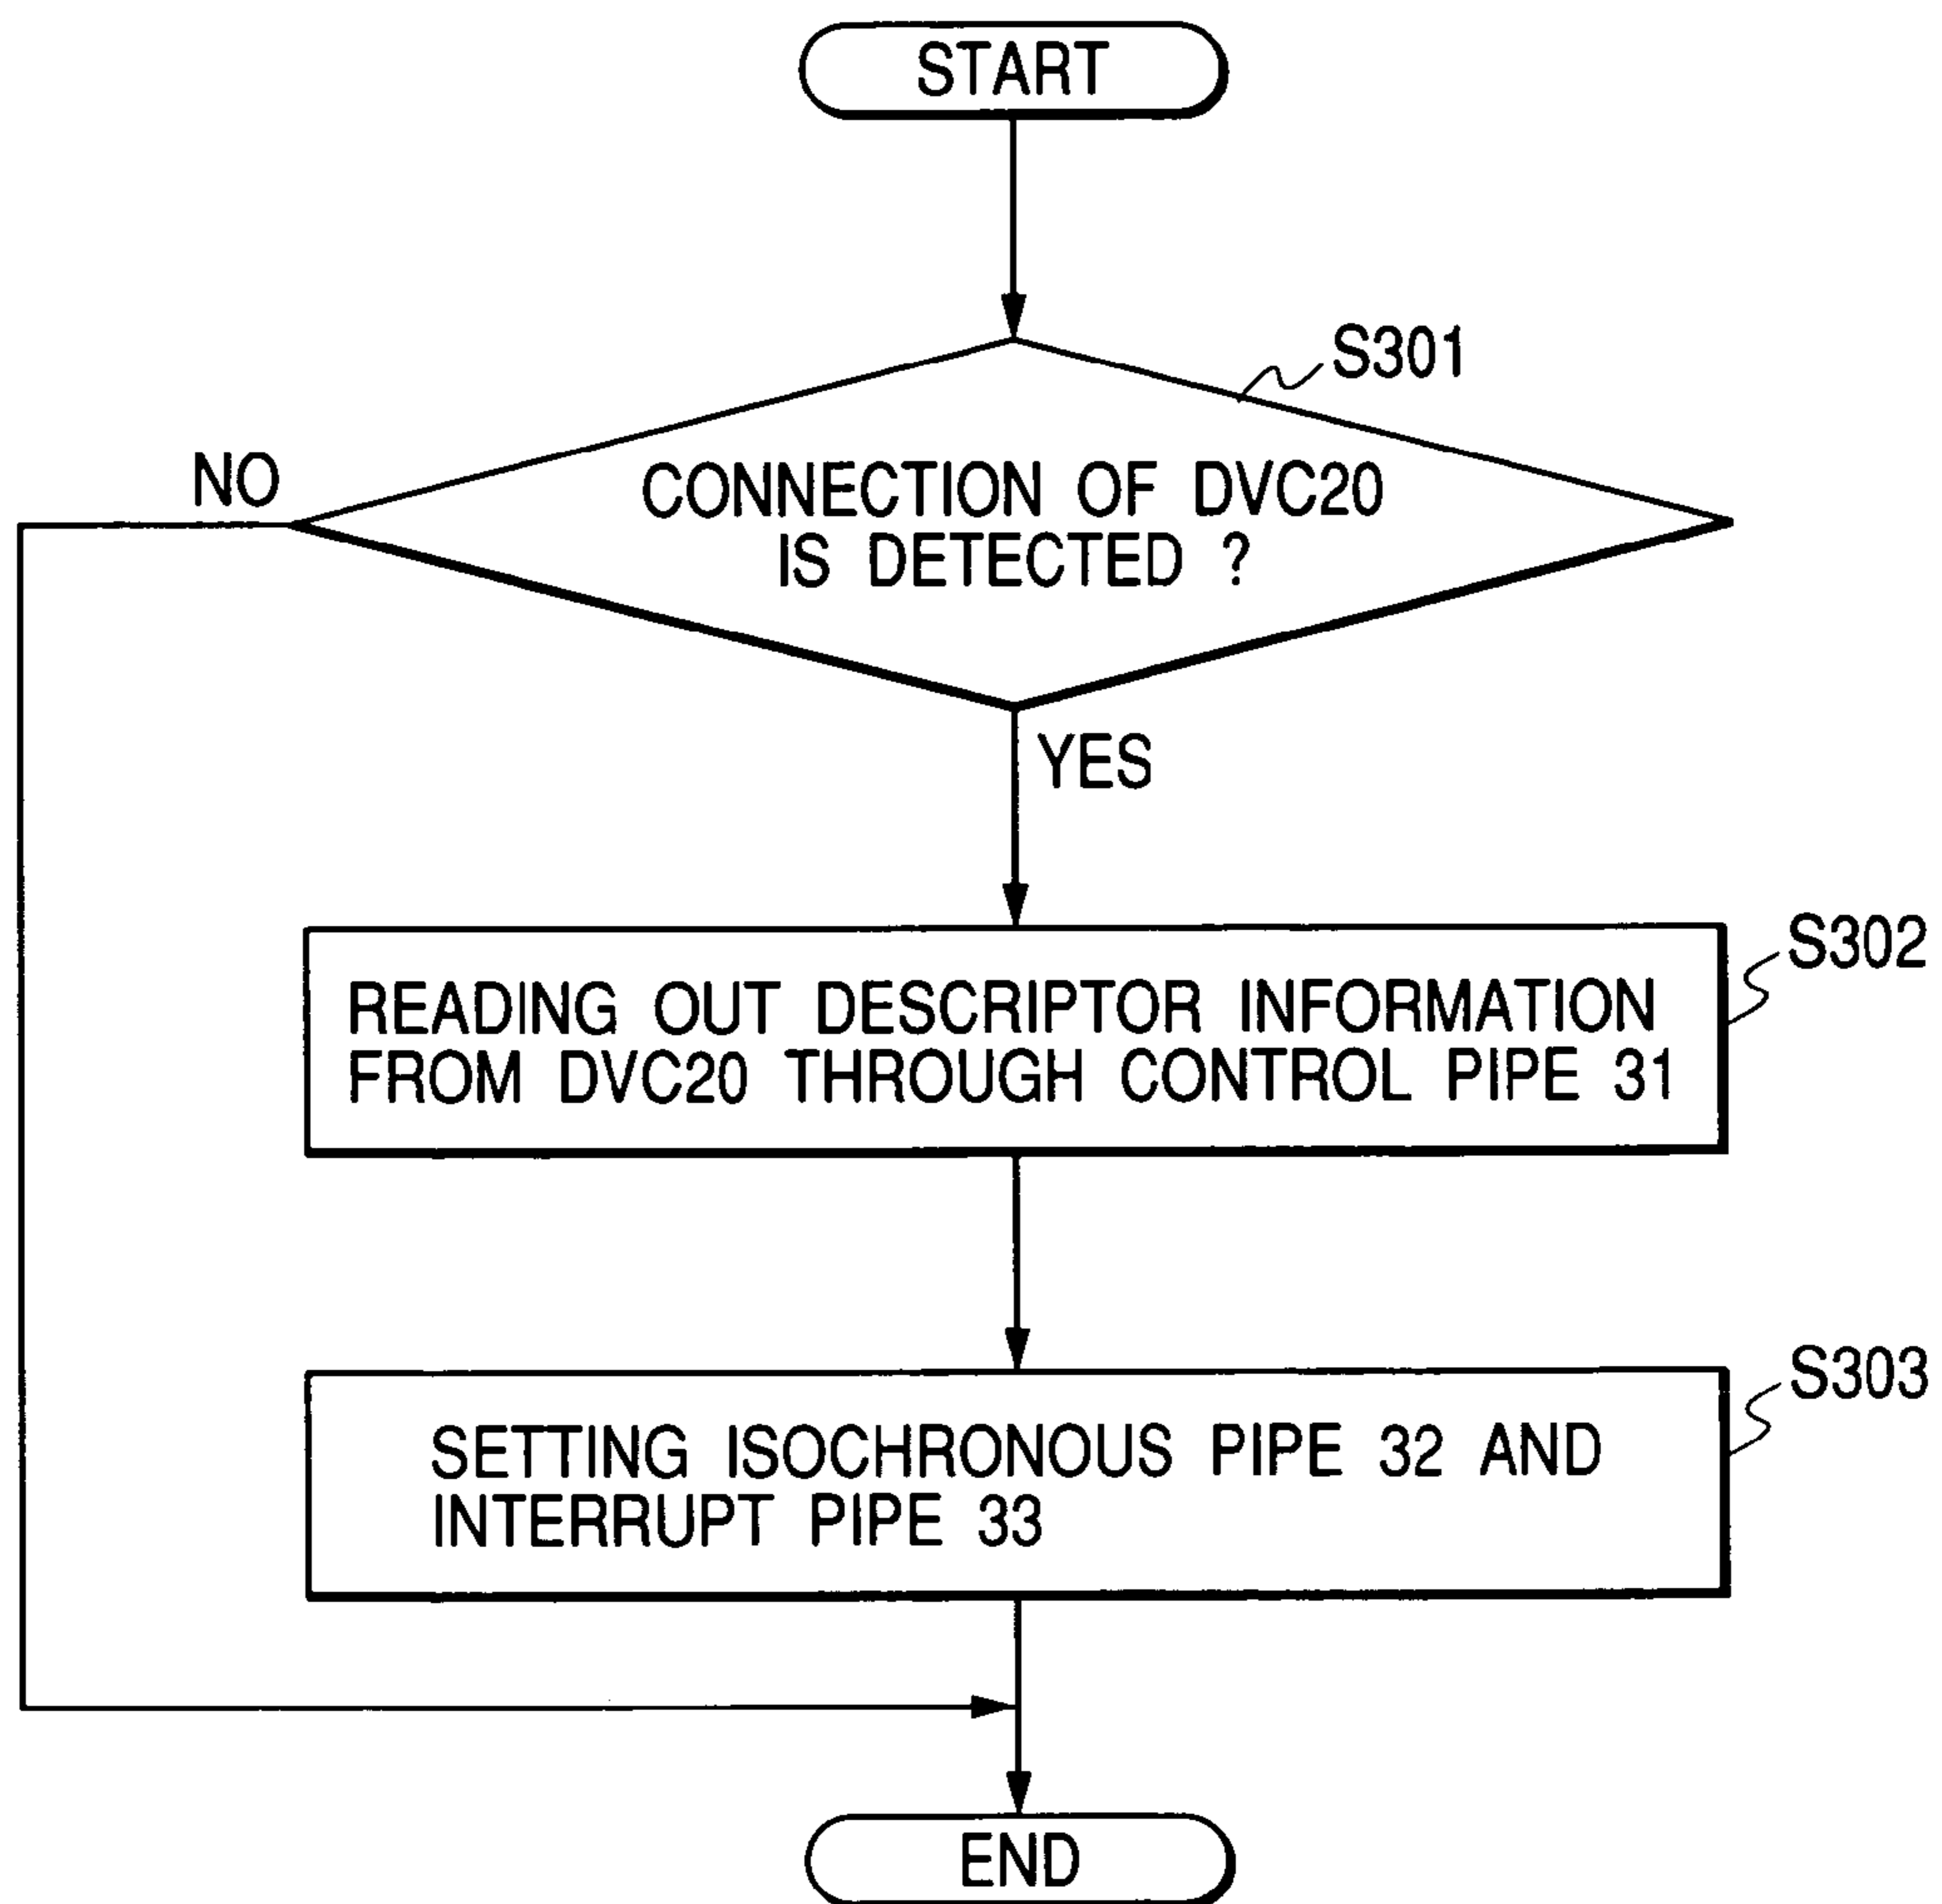 START
S301
NO
CONNECTION OF DVC20
IS DETECTED ?
YES
S302
READING OUT DESCRIPTOR INFORMATION
FROM DVC20 THROUGH CONTROL PIPE 31
S303
SETTING ISOCHRONOUS PIPE 32 AND
INTERRUPT PIPE 33
END